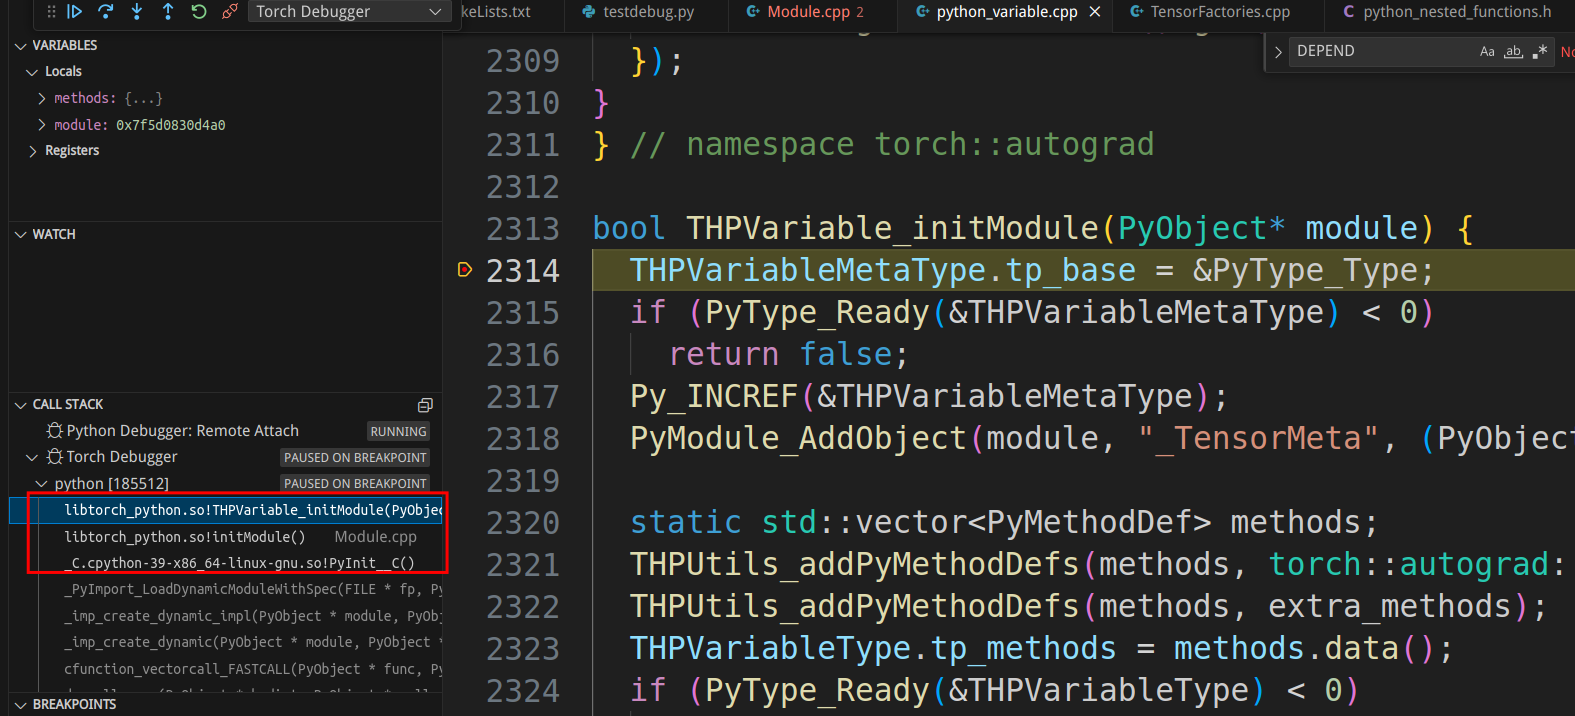 Torch Debugger
keLists.txt testdebug.py Module.cpp 2 python_variable.cpp TensorFactories.cpp python_nested_functions.h
DEPEND Aa ab No
VARIABLES
Locals
methods: {...}
module: 0x7f5d0830d4a0
Registers
WATCH
CALL STACK
Python Debugger: Remote Attach RUNNING
Torch Debugger PAUSED ON BREAKPOINT
python [185512] PAUSED ON BREAKPOINT
libtorch_python.so!THPVariable_initModule(PyObjec
libtorch_python.so!initModule() Module.cpp
_C.cpython-39-x86_64-linux-gnu.so!PyInit__C()
_PyImport_LoadDynamicModuleWithSpec(FILE * fp, Py
_imp_create_dynamic_impl(PyObject * module, PyObj
_imp_create_dynamic(PyObject * module, PyObject *
cfunction_vectorcall_FASTCALL(PyObject * func, Py
BREAKPOINTS
2309 });
2310 }
2311 } // namespace torch::autograd
2312
2313 bool THPVariable_initModule(PyObject* module) {
2314 THPVariableMetaType.tp_base = &PyType_Type;
2315 if (PyType_Ready(&THPVariableMetaType) < 0)
2316 return false;
2317 Py_INCREF(&THPVariableMetaType);
2318 PyModule_AddObject(module, "_TensorMeta", (PyObject
2319
2320 static std::vector<PyMethodDef> methods;
2321 THPUtils_addPyMethodDefs(methods, torch::autograd:
2322 THPUtils_addPyMethodDefs(methods, extra_methods);
2323 THPVariableType.tp_methods = methods.data();
2324 if (PyType_Ready(&THPVariableType) < 0)